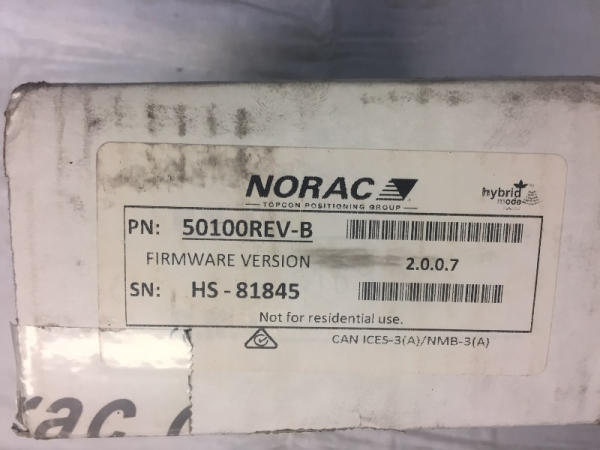 NORAC
TOPCON POSITIONING GROUP
hybrid
mode
PN: 50100REV-B
FIRMWARE VERSION 2.0.0.7
SN: HS - 81845
Not for residential use.
CAN ICES-3(A)/NMB-3(A)
rac